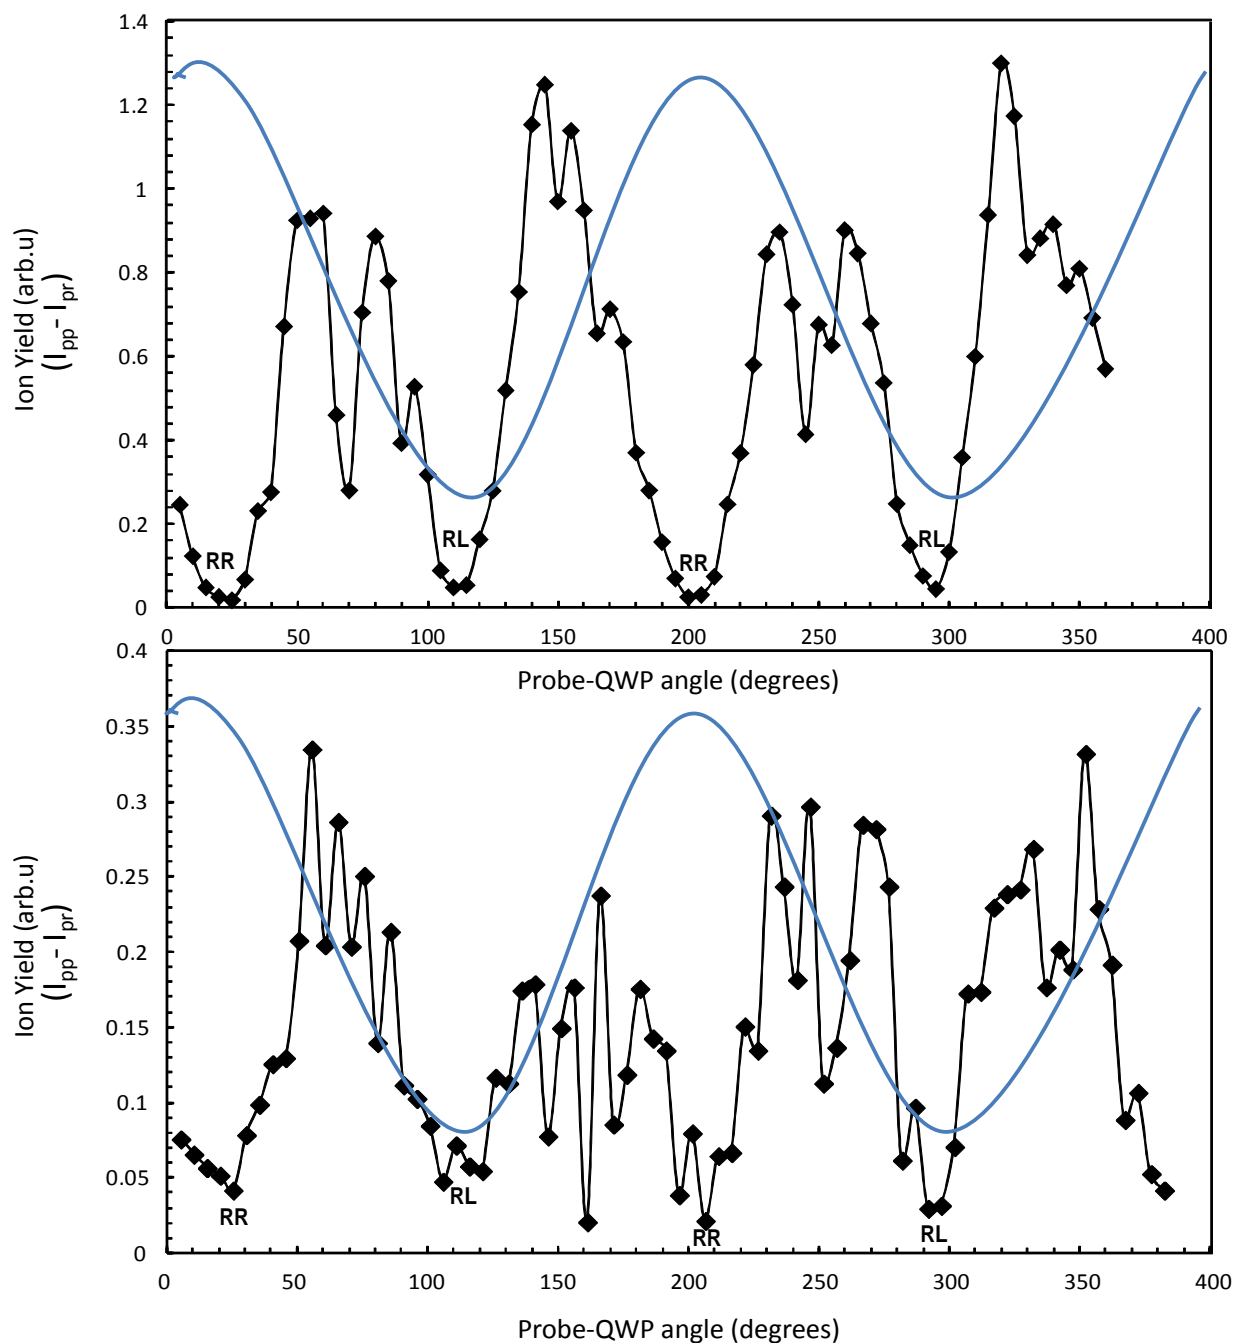 1.4
1.2
1
0.8
0.6
0.4
0.2
0
Ion Yield (arb.u)
(Ipp- Ipr)
RR
RL
RR
RL
0 50 100 150 200 250 300 350 400
Probe-QWP angle (degrees)
0.4
0.35
0.3
0.25
0.2
0.15
0.1
0.05
0
Ion Yield (arb.u)
(Ipp- Ipr)
RR
RL
RR
RL
0 50 100 150 200 250 300 350 400
Probe-QWP angle (degrees)